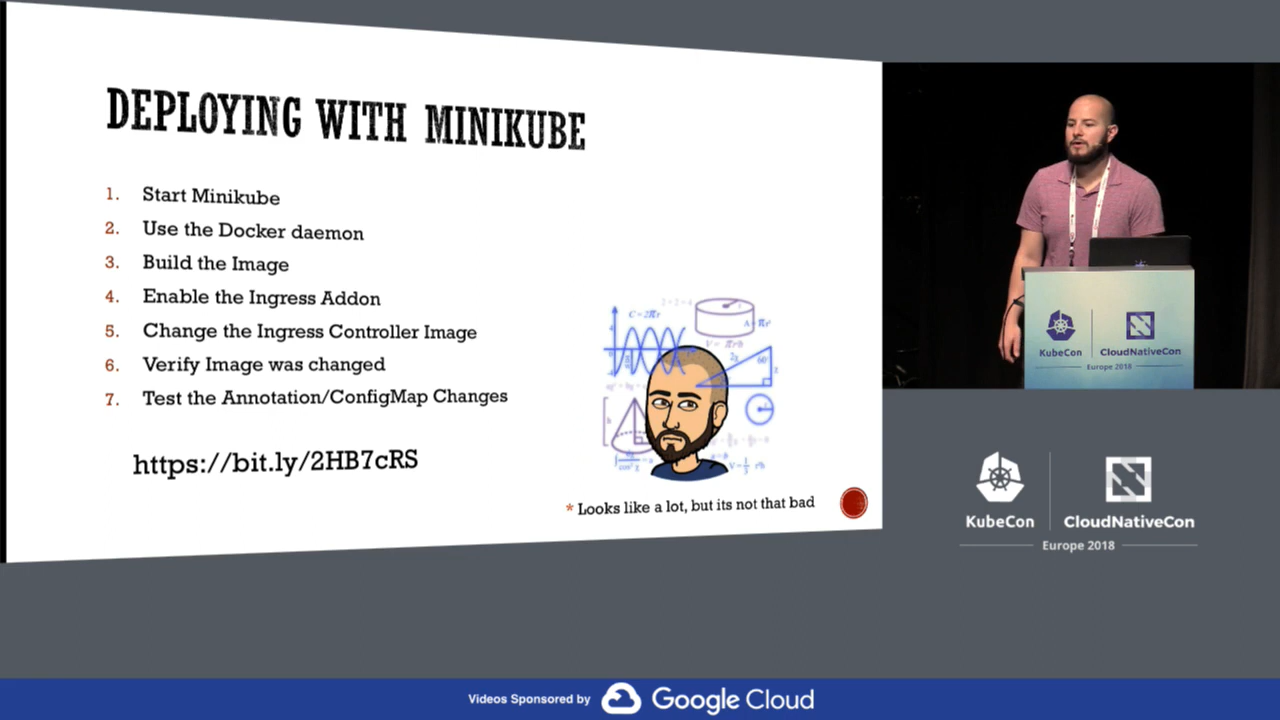 DEPLOYING WITH MINIKUBE
1. Start Minikube
2. Use the Docker daemon
3. Build the Image
4. Enable the Ingress Addon
5. Change the Ingress Controller Image
6. Verify Image was changed
7. Test the Annotation/ConfigMap Changes
https://bit.ly/2HB7cRS
C=2πr
* Looks like a lot, but its not that bad
KubeCon
CloudNativeCon
Europe 2018
KubeCon
CloudNativeCon
Europe 2018
Videos Sponsored by Google Cloud